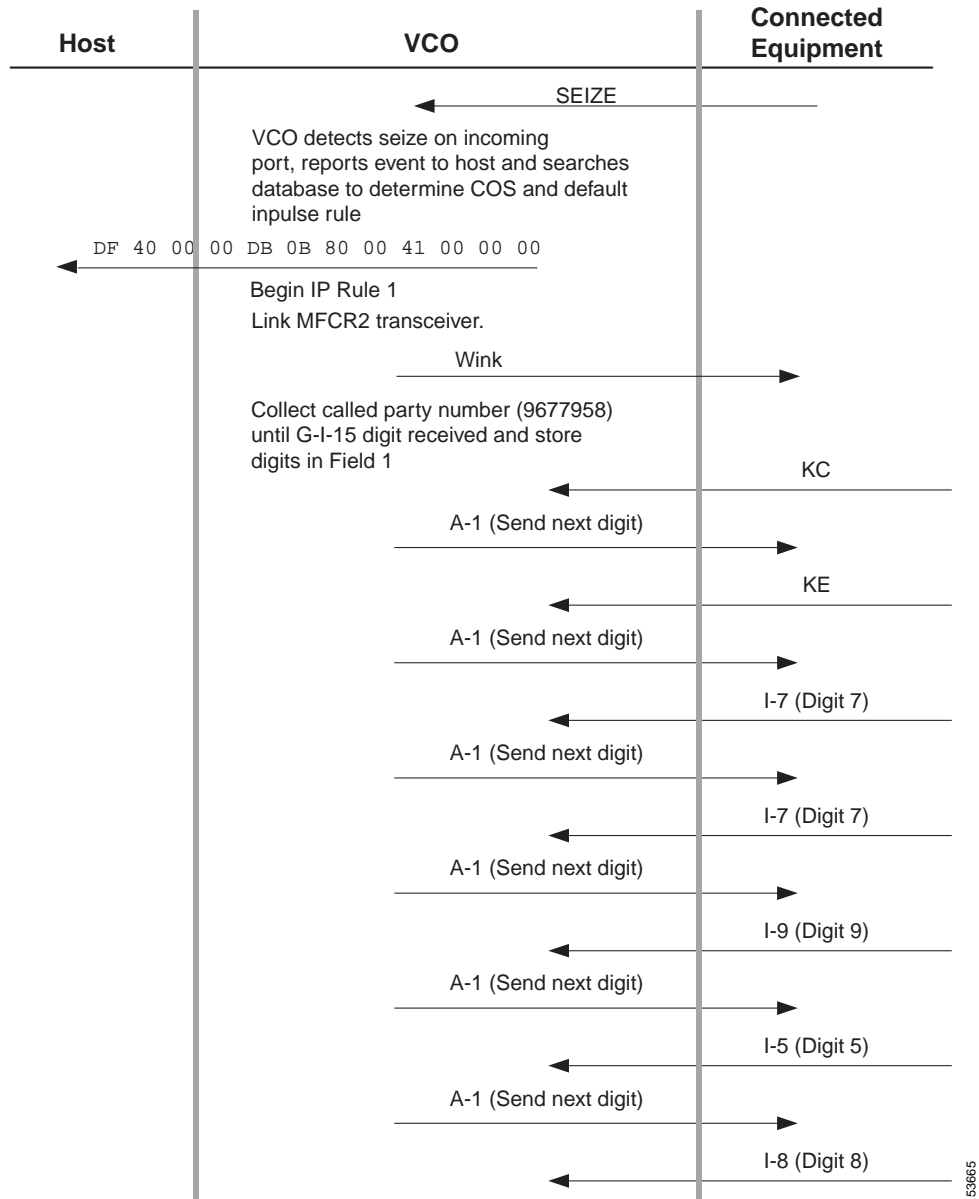 Host
VCO
Connected
Equipment
SEIZE
VCO detects seize on incoming
port, reports event to host and searches
database to determine COS and default
inpulse rule
DF 40 00 00 DB 0B 80 00 41 00 00 00
Begin IP Rule 1
Link MFCR2 transceiver.
Wink
Collect called party number (9677958)
until G-I-15 digit received and store
digits in Field 1
KC
A-1 (Send next digit)
KE
A-1 (Send next digit)
I-7 (Digit 7)
A-1 (Send next digit)
I-7 (Digit 7)
A-1 (Send next digit)
I-9 (Digit 9)
A-1 (Send next digit)
I-5 (Digit 5)
A-1 (Send next digit)
I-8 (Digit 8)
53665